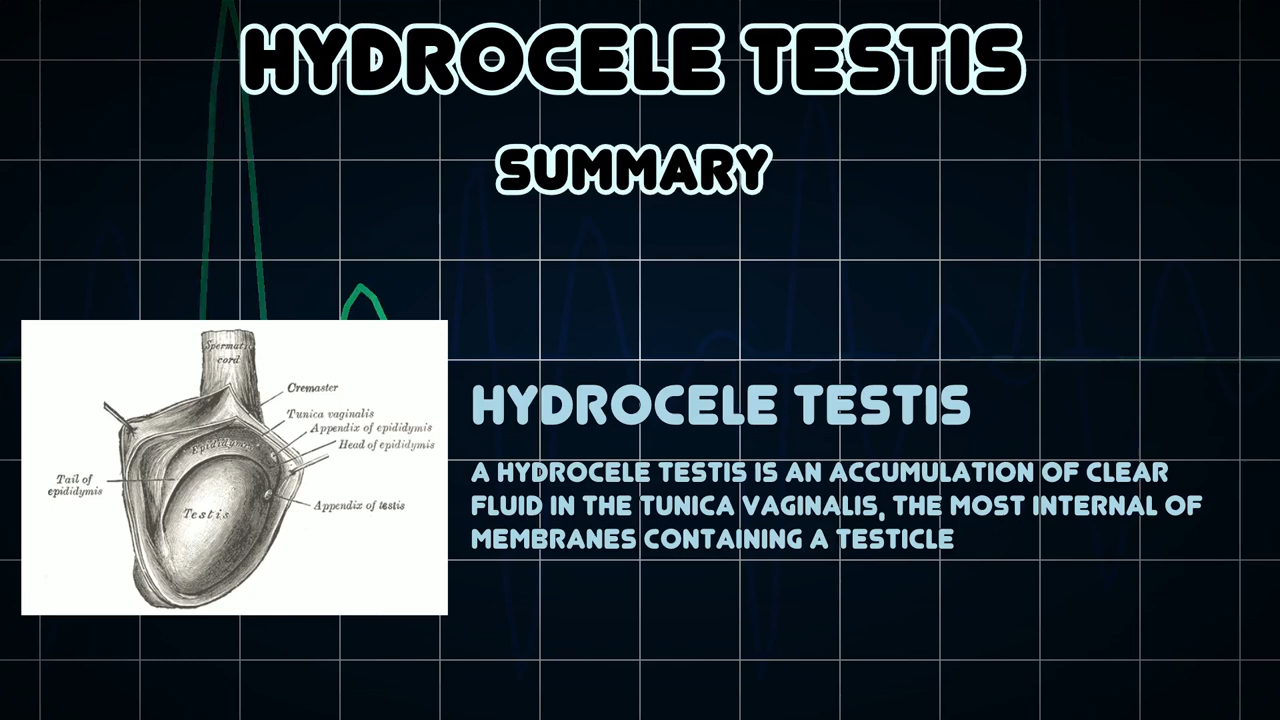 HYDROCELE TESTIS
SUMMARY
Spermatic
cord
Cremaster
Tunica vaginalis
Appendix of epididymis
Head of epididymis
Epididymis
Tail of
epididymis
Testis
Appendix of testis
HYDROCELE TESTIS
A HYDROCELE TESTIS IS AN ACCUMULATION OF CLEAR
FLUID IN THE TUNICA VAGINALIS, THE MOST INTERNAL OF
MEMBRANES CONTAINING A TESTICLE